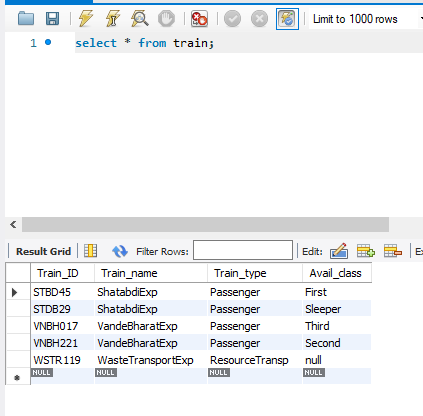 Limit to 1000 rows
1 select * from train;
Result Grid Filter Rows: Edit:
Train_ID Train_name Train_type Avail_class
STBD45 ShatabdiExp Passenger First
STDB29 ShatabdiExp Passenger Sleeper
VNBH017 VandeBharatExp Passenger Third
VNBH221 VandeBharatExp Passenger Second
WSTR119 WasteTransportExp ResourceTransp null
NULL NULL NULL NULL